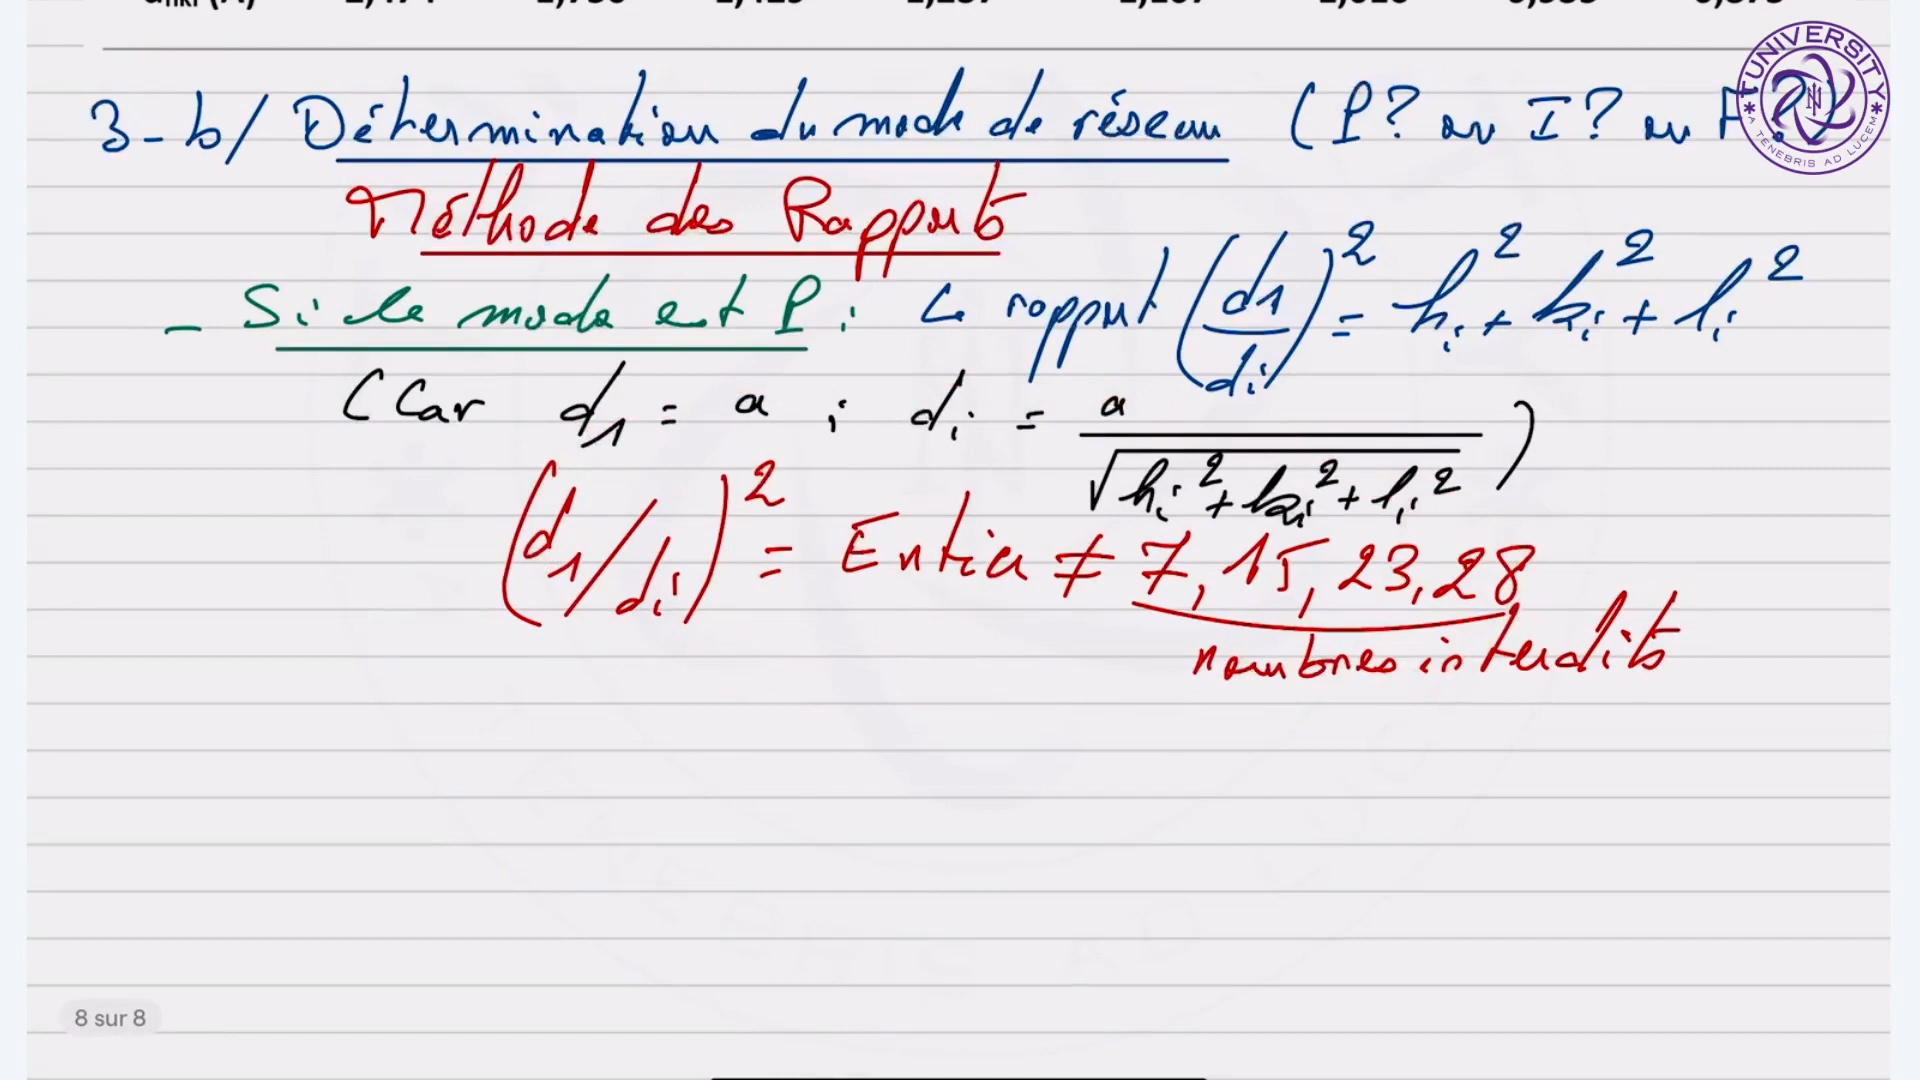 3-b/ Détermination du mode de réseau ( P? ou I? ou F
Méthode des Rapports
- Si le mode est P : Le rapport (d1/di)² = hi² + ki² + li²
( Car d1 = a ; di = a/√(hi² + ki² + li²) )
(d1/di)² = Entier ≠ 7, 15, 23, 28
nombres interdits
8 sur 8
TUNIVERSITY
A TENEBRIS AD LUCEM